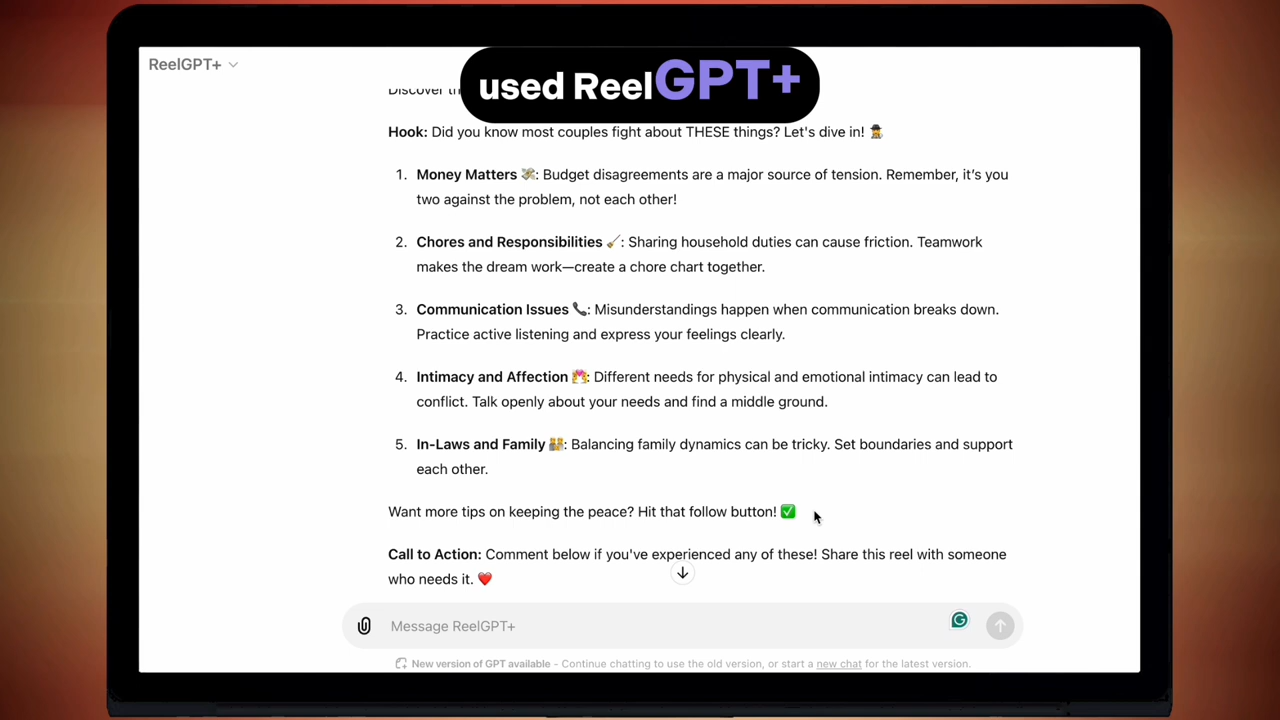 ReelGPT+
used ReelGPT+
Hook: Did you know most couples fight about THESE things? Let's dive in! 🕵️
1. Money Matters 💸: Budget disagreements are a major source of tension. Remember, it’s you
two against the problem, not each other!
2. Chores and Responsibilities 🧹: Sharing household duties can cause friction. Teamwork
makes the dream work—create a chore chart together.
3. Communication Issues 📞: Misunderstandings happen when communication breaks down.
Practice active listening and express your feelings clearly.
4. Intimacy and Affection 💏: Different needs for physical and emotional intimacy can lead to
conflict. Talk openly about your needs and find a middle ground.
5. In-Laws and Family 👨‍👩‍👧‍👦: Balancing family dynamics can be tricky. Set boundaries and support
each other.
Want more tips on keeping the peace? Hit that follow button! ✅
Call to Action: Comment below if you've experienced any of these! Share this reel with someone
who needs it. ❤️
Message ReelGPT+
New version of GPT available - Continue chatting to use the old version, or start a new chat for the latest version.